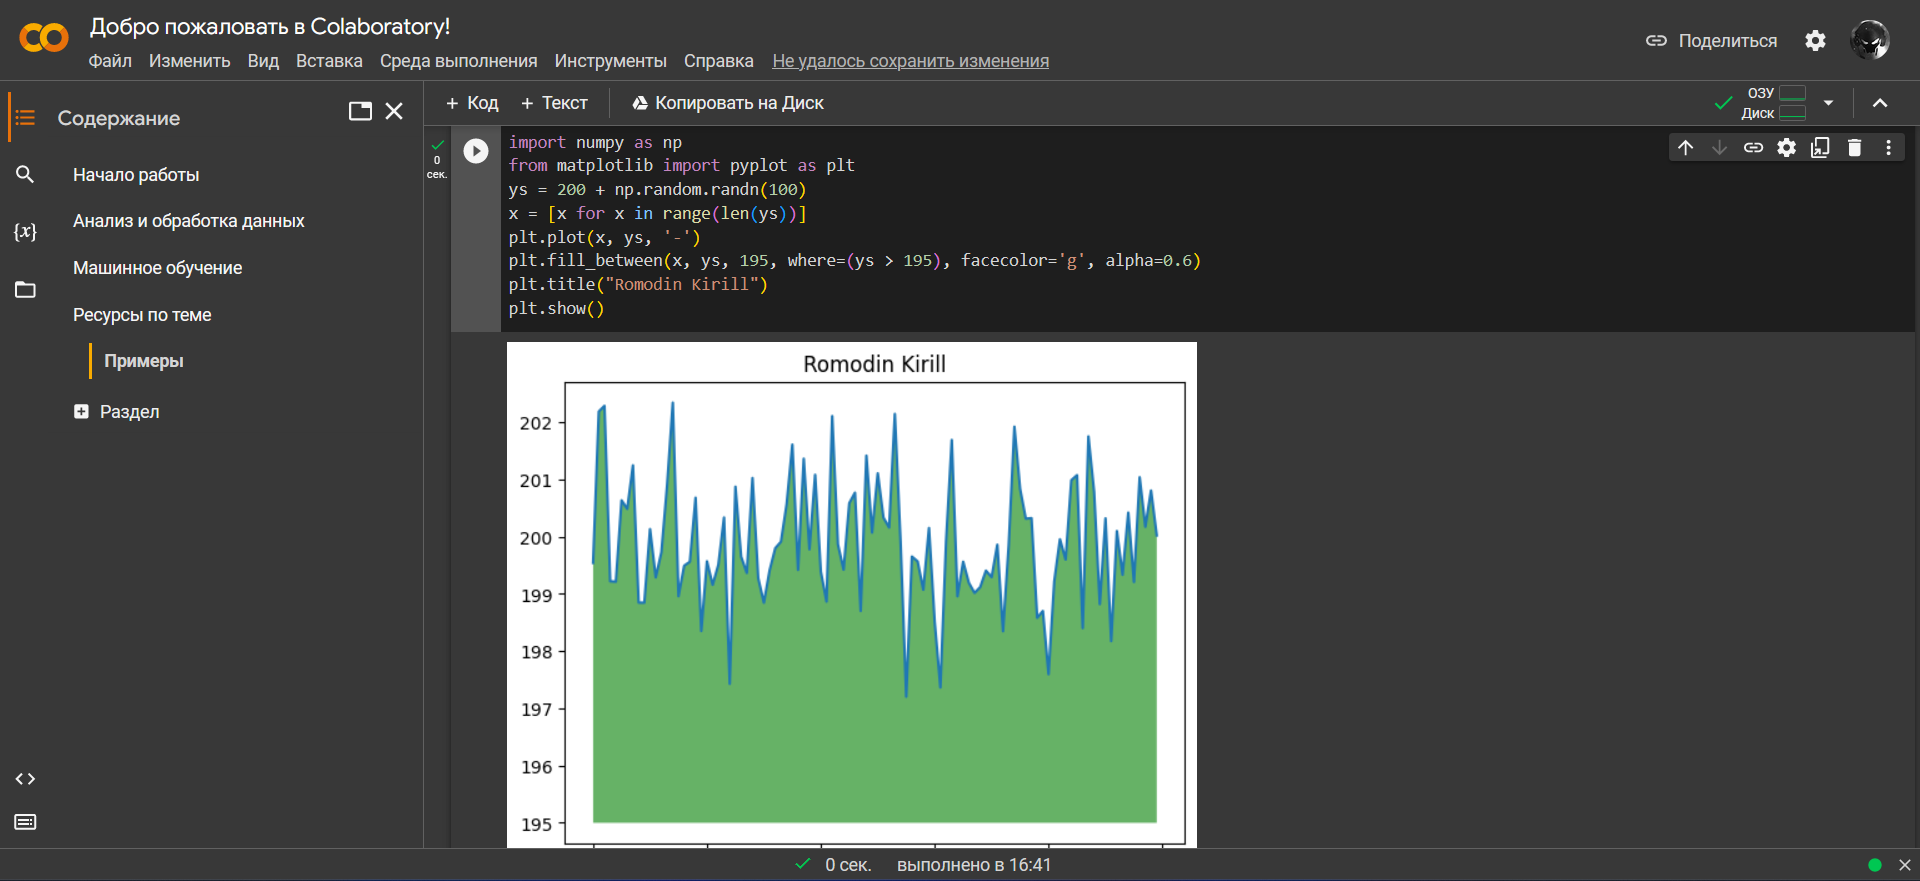 Добро пожаловать в Colaboratory!
Файл Изменить Вид Вставка Среда выполнения Инструменты Справка Не удалось сохранить изменения
Поделиться
Содержание
Начало работы
Анализ и обработка данных
Машинное обучение
Ресурсы по теме
Примеры
Раздел
{x}
+ Код + Текст Копировать на Диск
ОЗУ
Диск
0
сек.
import numpy as np
from matplotlib import pyplot as plt
ys = 200 + np.random.randn(100)
x = [x for x in range(len(ys))]
plt.plot(x, ys, '-')
plt.fill_between(x, ys, 195, where=(ys > 195), facecolor='g', alpha=0.6)
plt.title("Romodin Kirill")
plt.show()
Romodin Kirill
202
201
200
199
198
197
196
195
0 сек. выполнено в 16:41